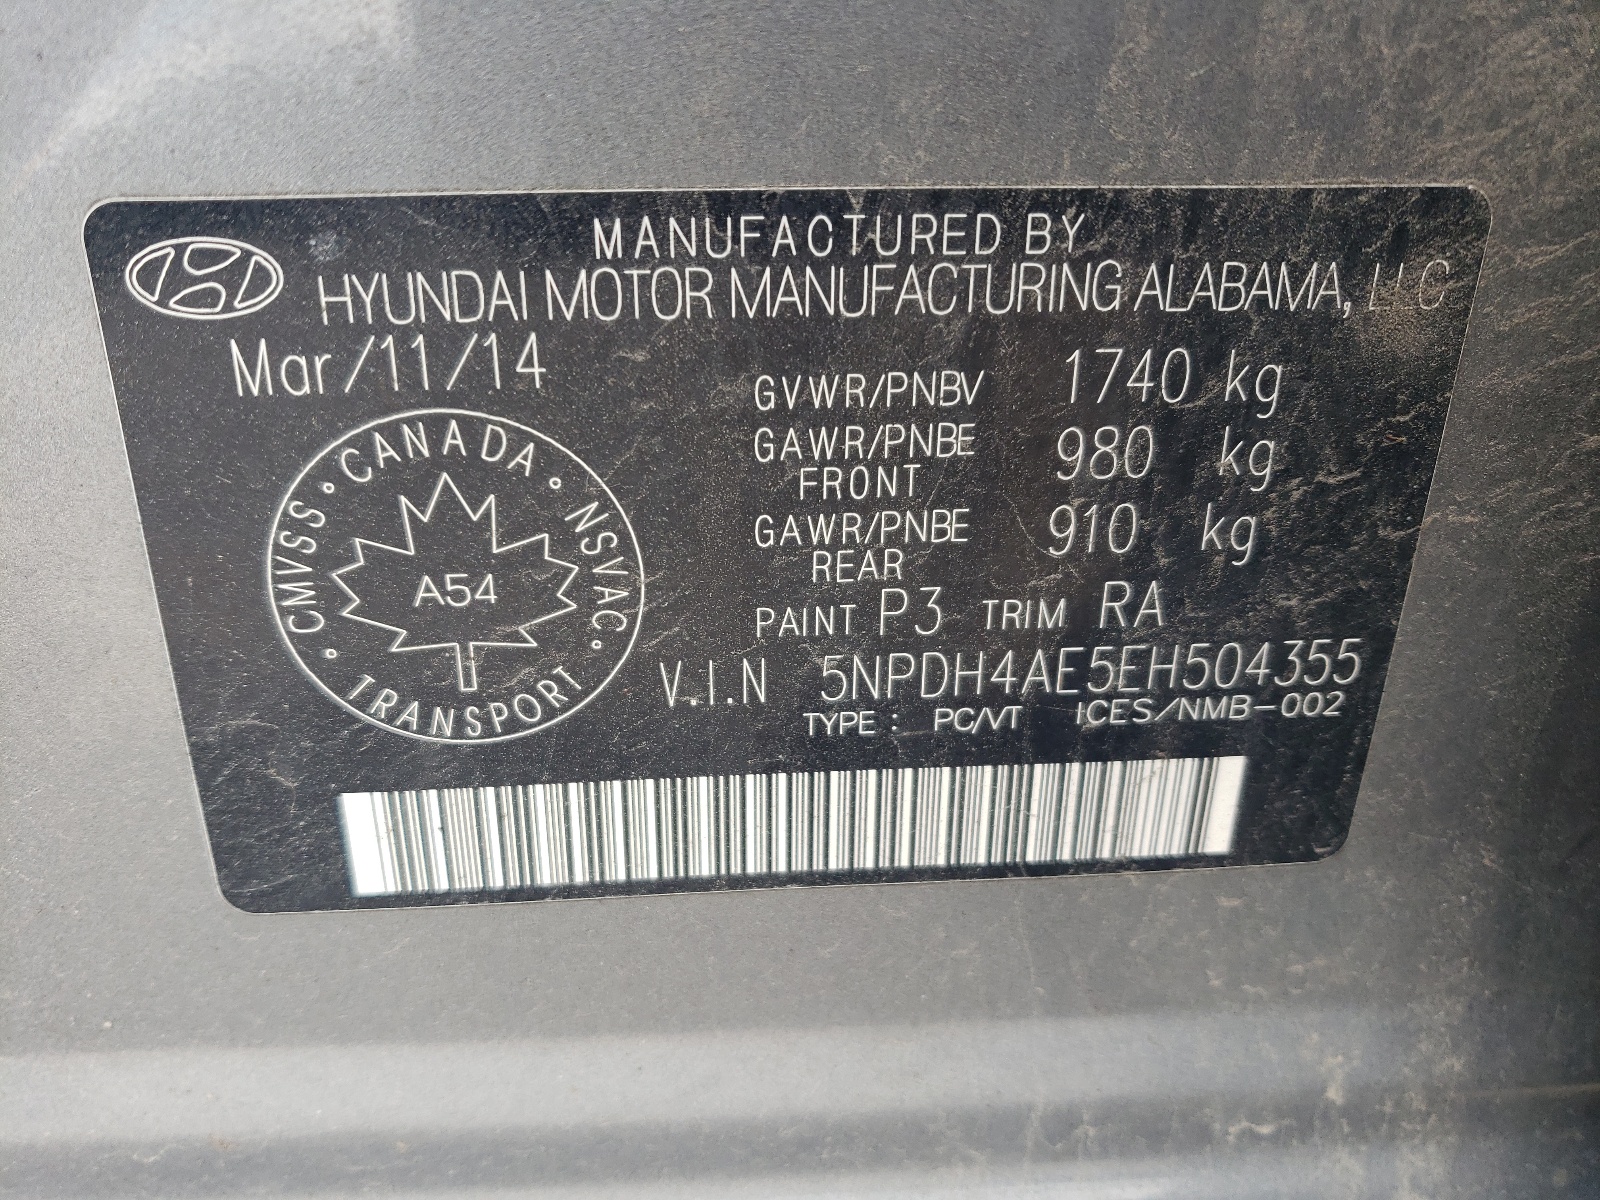 MANUFACTURED BY
HYUNDAI MOTOR MANUFACTURING ALABAMA, LLC
Mar/11/14
GVWR/PNBV 1740 kg
GAWR/PNBE FRONT 980 kg
GAWR/PNBE REAR 910 kg
CANADA • NSVAC • TRANSPORT • CMVSS •
A54
PAINT P3 TRIM RA
V.I.N 5NPDH4AE5EH504355
TYPE : PC/VT ICES/NMB-002